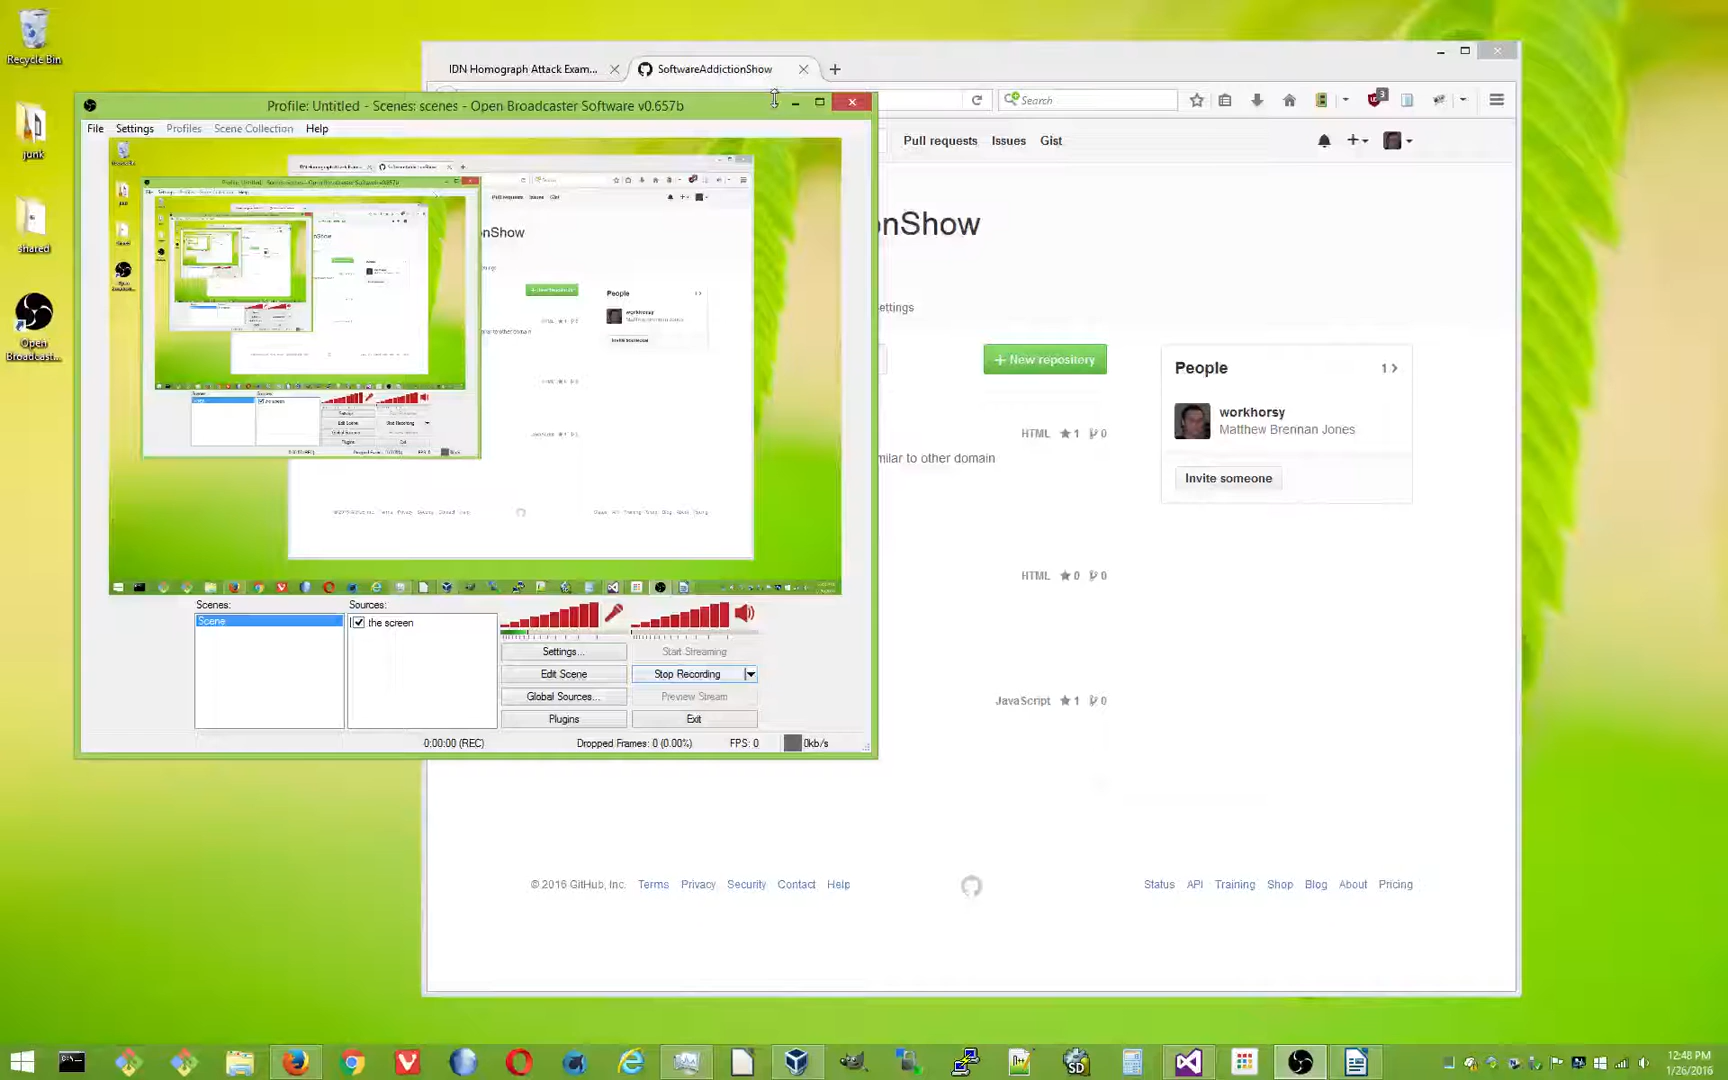 Recycle Bin
junk
shared
Open
Broadcast...
IDN Homograph Attack Exam...
SoftwareAddictionShow
Search
3
Pull requests Issues Gist
Profile: Untitled - Scenes: scenes - Open Broadcaster Software v0.657b
File Settings Profiles Scene Collection Help
onShow
ettings
New repository
People 1
workhorsy
Matthew Brennan Jones
Invite someone
HTML 1 0
milar to other domain
HTML 0 0
JavaScript 1 0
People
Scenes: Sources:
Scene
the screen
Settings... Start Streaming
Edit Scene Stop Recording
Global Sources... Preview Stream
Plugins Exit
0:00:00 (REC) Dropped Frames: 0 (0.00%) FPS: 0 0kb/s
© 2016 GitHub, Inc. Terms Privacy Security Contact Help
Status API Training Shop Blog About Pricing
12:48 PM
1/26/2016